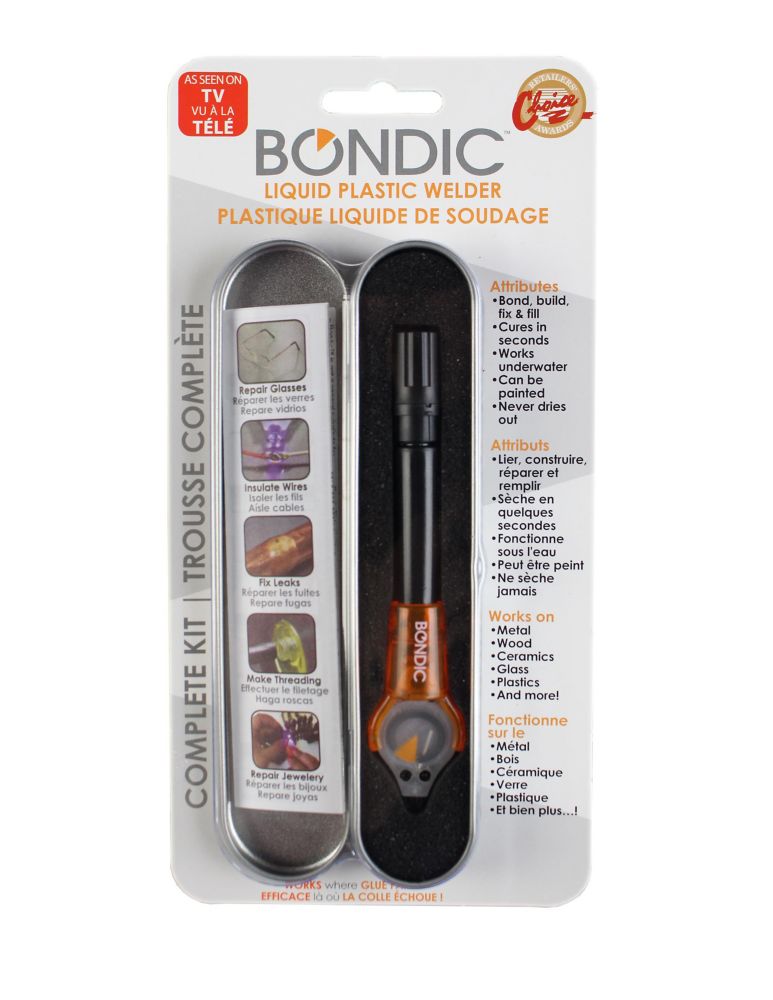 AS SEEN ON
TV
VU À LA
TÉLÉ
RETAILERS'
Choice
AWARDS
BONDIC™
LIQUID PLASTIC WELDER
PLASTIQUE LIQUIDE DE SOUDAGE
COMPLETE KIT | TROUSSE COMPLÈTE
Repair Glasses
Réparer les verres
Repare vidrios
Insulate Wires
Isoler les fils
Aisle cables
Fix Leaks
Réparer les fuites
Repare fugas
Make Threading
Effectuer le filetage
Haga roscas
Repair Jewelery
Réparer les bijoux
Repare joyas
BONDIC
Attributes
•Bond, build,
fix & fill
•Cures in
seconds
•Works
underwater
•Can be
painted
•Never dries
out
Attributs
•Lier, construire,
réparer et
remplir
•Sèche en
quelques
secondes
•Fonctionne
sous l'eau
•Peut être peint
•Ne sèche
jamais
Works on
•Metal
•Wood
•Ceramics
•Glass
•Plastics
•And more!
Fonctionne
sur le
•Métal
•Bois
•Céramique
•Verre
•Plastique
•Et bien plus...!
WORKS where GLUE
EFFICACE là où LA COLLE ÉCHOUE !